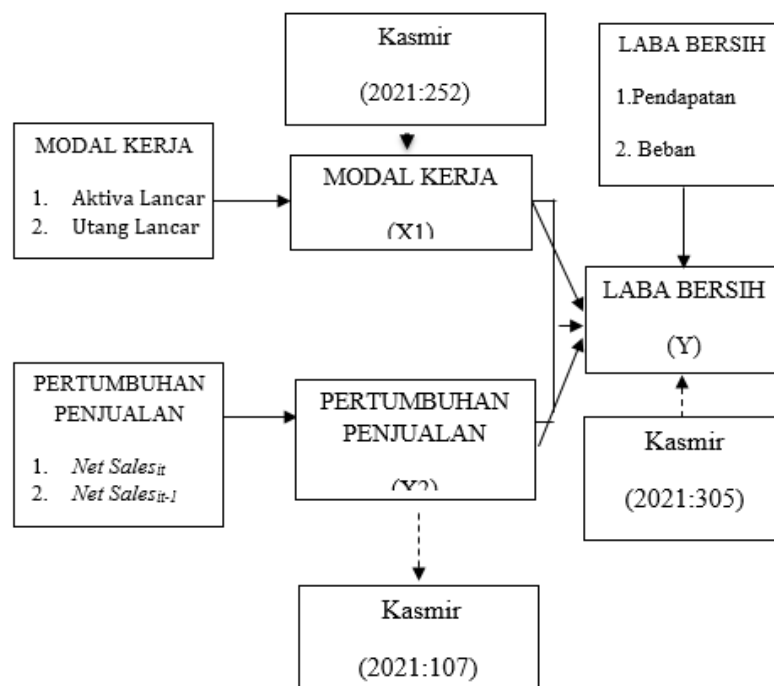 Kasmir
(2021:252)
LABA BERSIH
1.Pendapatan
2. Beban
MODAL KERJA
1. Aktiva Lancar
2. Utang Lancar
MODAL KERJA
(X1)
LABA BERSIH
(Y)
PERTUMBUHAN
PENJUALAN
1. Net Salesit
2. Net Salesit-1
PERTUMBUHAN
PENJUALAN
(X2)
Kasmir
(2021:305)
Kasmir
(2021:107)